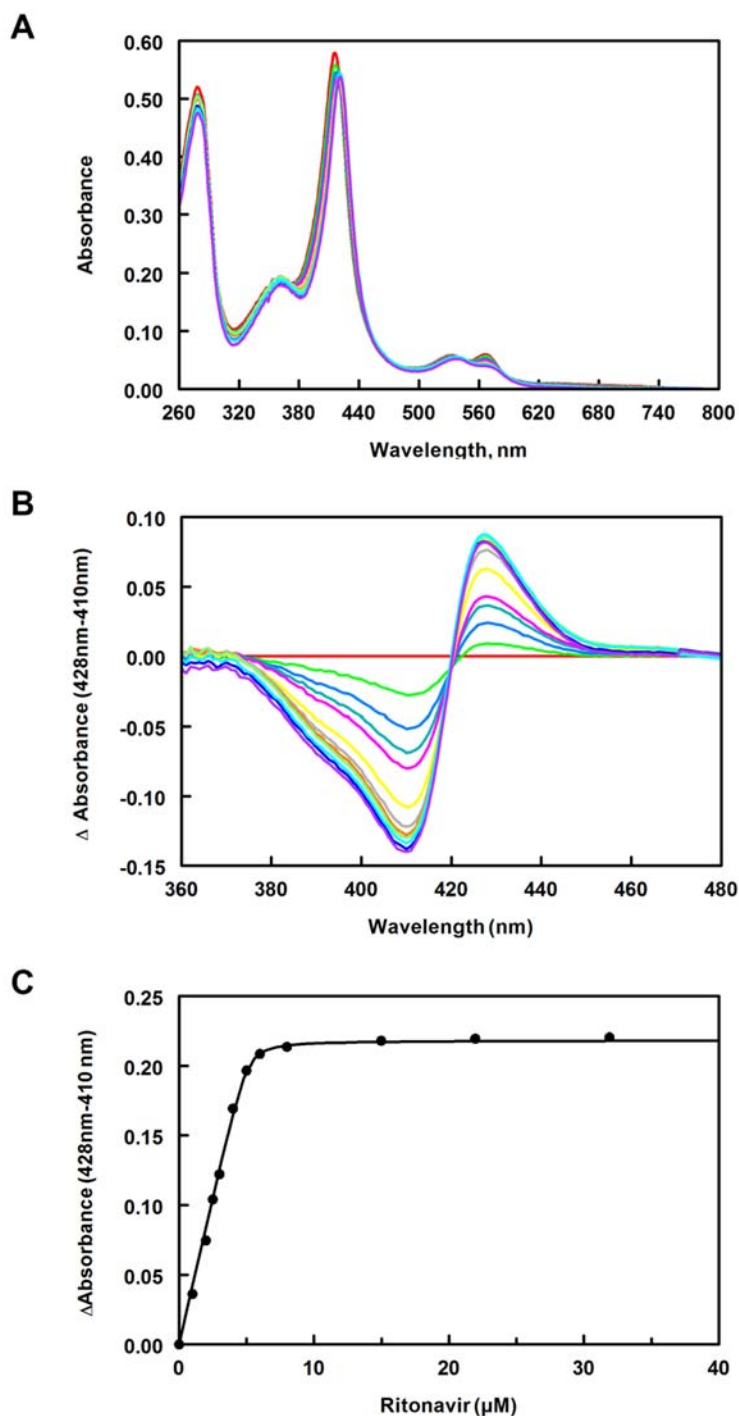 A
0.60
0.50
0.40
0.30
0.20
0.10
0.00
Absorbance
260 320 380 440 500 560 620 680 740 800
Wavelength, nm
B
0.10
0.05
0.00
-0.05
-0.10
-0.15
Δ Absorbance (428nm-410nm)
360 380 400 420 440 460 480
Wavelength (nm)
C
0.25
0.20
0.15
0.10
0.05
0.00
ΔAbsorbance (428nm-410 nm)
0 10 20 30 40
Ritonavir (µM)